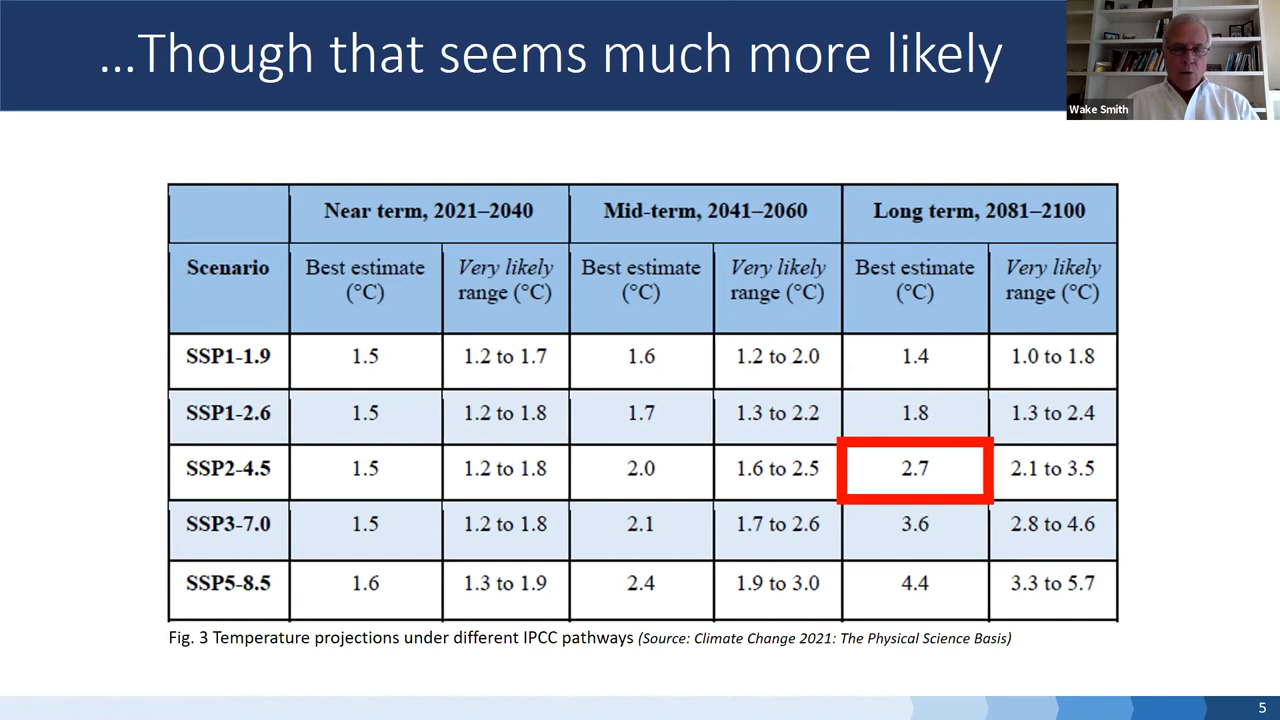 ...Though that seems much more likely
Wake Smith
Near term, 2021–2040 Mid-term, 2041–2060 Long term, 2081–2100
Scenario Best estimate (°C) Very likely range (°C) Best estimate (°C) Very likely range (°C) Best estimate (°C) Very likely range (°C)
SSP1-1.9 1.5 1.2 to 1.7 1.6 1.2 to 2.0 1.4 1.0 to 1.8
SSP1-2.6 1.5 1.2 to 1.8 1.7 1.3 to 2.2 1.8 1.3 to 2.4
SSP2-4.5 1.5 1.2 to 1.8 2.0 1.6 to 2.5 2.7 2.1 to 3.5
SSP3-7.0 1.5 1.2 to 1.8 2.1 1.7 to 2.6 3.6 2.8 to 4.6
SSP5-8.5 1.6 1.3 to 1.9 2.4 1.9 to 3.0 4.4 3.3 to 5.7
Fig. 3 Temperature projections under different IPCC pathways (Source: Climate Change 2021: The Physical Science Basis)
5